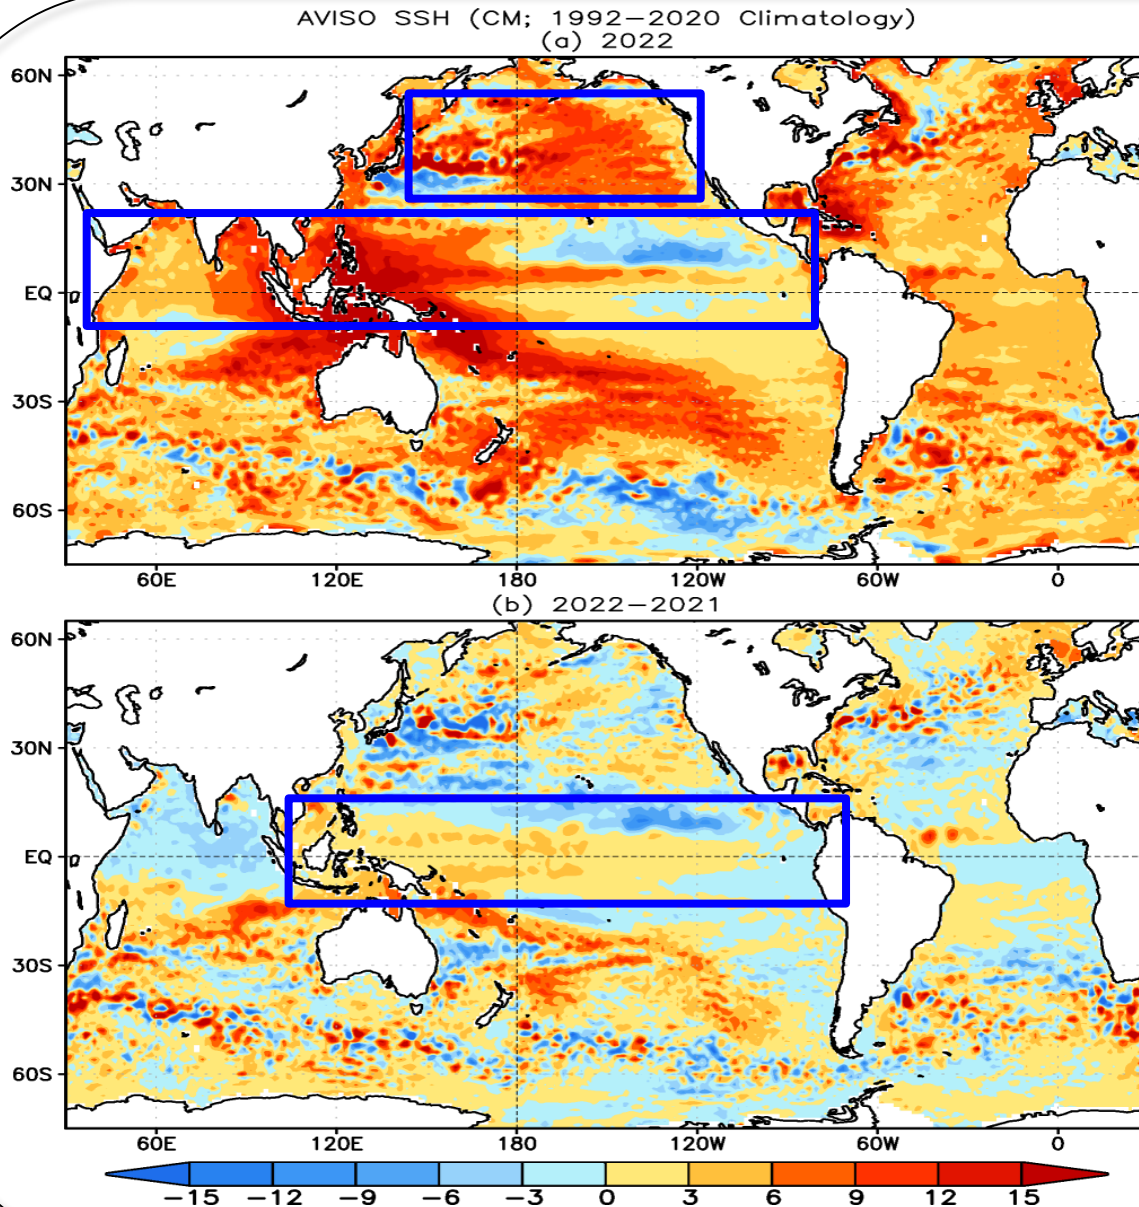 AVISO SSH (CM; 1992–2020 Climatology)
(a) 2022
60N
30N
EQ
30S
60S
60E 120E 180 120W 60W 0
(b) 2022–2021
60N
30N
EQ
30S
60S
60E 120E 180 120W 60W 0
−15 −12 −9 −6 −3 0 3 6 9 12 15